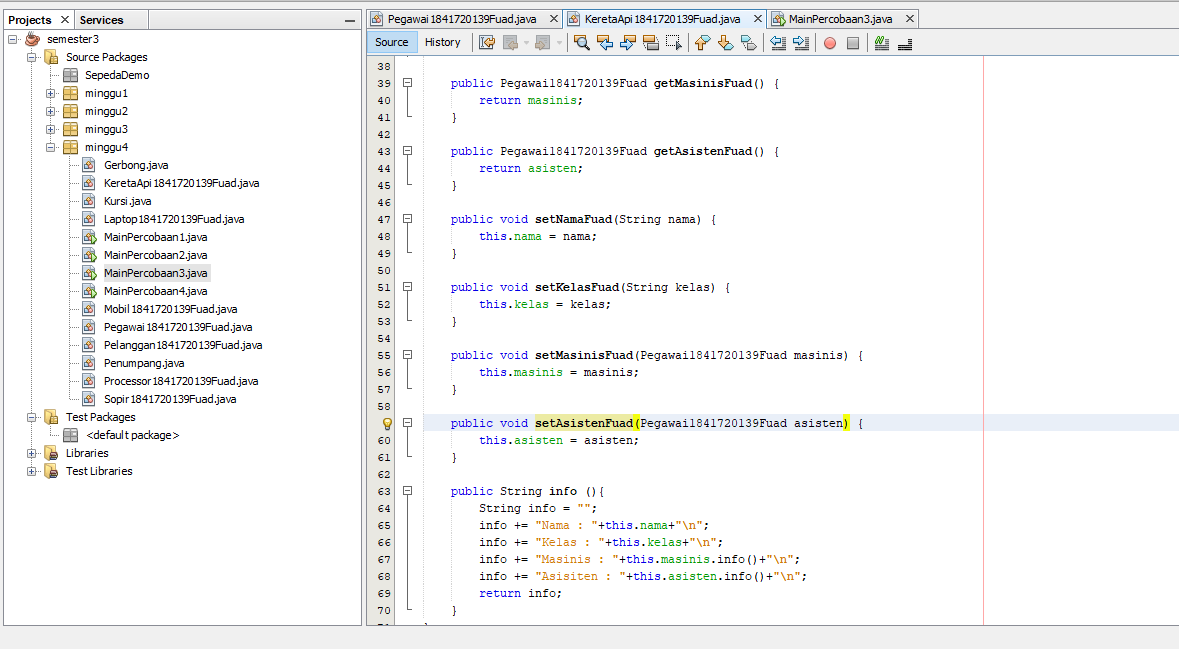 Projects
Services
semester3
Source Packages
SepedaDemo
minggu1
minggu2
minggu3
minggu4
Gerbong.java
KeretaApi1841720139Fuad.java
Kursi.java
Laptop1841720139Fuad.java
MainPercobaan1.java
MainPercobaan2.java
MainPercobaan3.java
MainPercobaan4.java
Mobil1841720139Fuad.java
Pegawai1841720139Fuad.java
Pelanggan1841720139Fuad.java
Penumpang.java
Processor1841720139Fuad.java
Sopir1841720139Fuad.java
Test Packages
<default package>
Libraries
Test Libraries
Pegawai1841720139Fuad.java
KeretaApi1841720139Fuad.java
MainPercobaan3.java
Source History
38
39 public Pegawai1841720139Fuad getMasinisFuad() {
40 return masinis;
41 }
42
43 public Pegawai1841720139Fuad getAsistenFuad() {
44 return asisten;
45 }
46
47 public void setNamaFuad(String nama) {
48 this.nama = nama;
49 }
50
51 public void setKelasFuad(String kelas) {
52 this.kelas = kelas;
53 }
54
55 public void setMasinisFuad(Pegawai1841720139Fuad masinis) {
56 this.masinis = masinis;
57 }
58
public void setAsistenFuad(Pegawai1841720139Fuad asisten) {
60 this.asisten = asisten;
61 }
62
63 public String info (){
64 String info = "";
65 info += "Nama : "+this.nama+"\n";
66 info += "Kelas : "+this.kelas+"\n";
67 info += "Masinis : "+this.masinis.info()+"\n";
68 info += "Asisiten : "+this.asisten.info()+"\n";
69 return info;
70 }